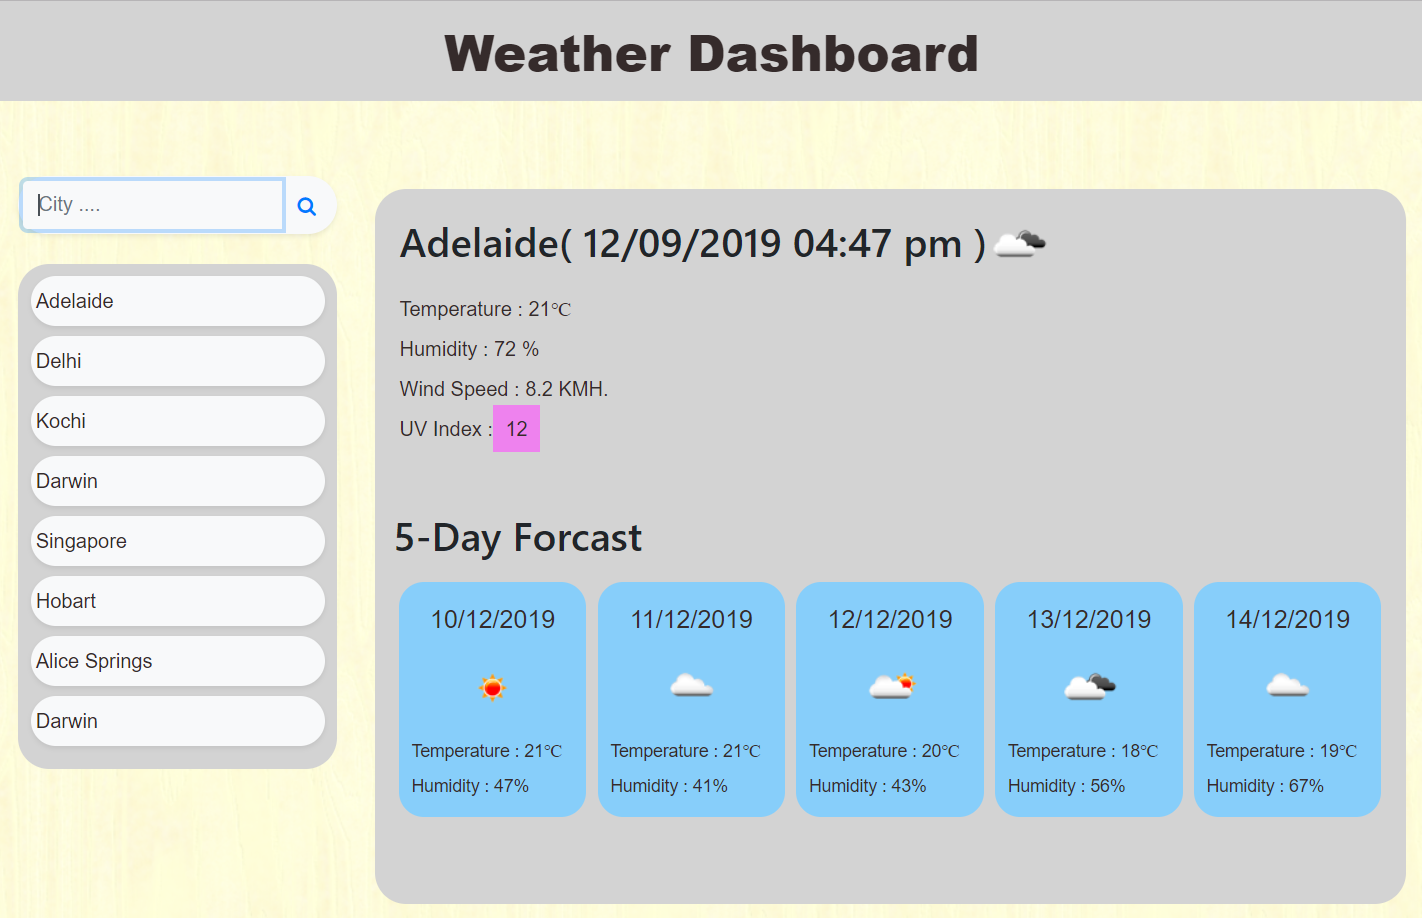 Weather Dashboard
City ....
Adelaide
Delhi
Kochi
Darwin
Singapore
Hobart
Alice Springs
Darwin
Adelaide( 12/09/2019 04:47 pm )
Temperature : 21℃
Humidity : 72 %
Wind Speed : 8.2 KMH.
UV Index : 12
5-Day Forcast
10/12/2019
Temperature : 21℃
Humidity : 47%
11/12/2019
Temperature : 21℃
Humidity : 41%
12/12/2019
Temperature : 20℃
Humidity : 43%
13/12/2019
Temperature : 18℃
Humidity : 56%
14/12/2019
Temperature : 19℃
Humidity : 67%